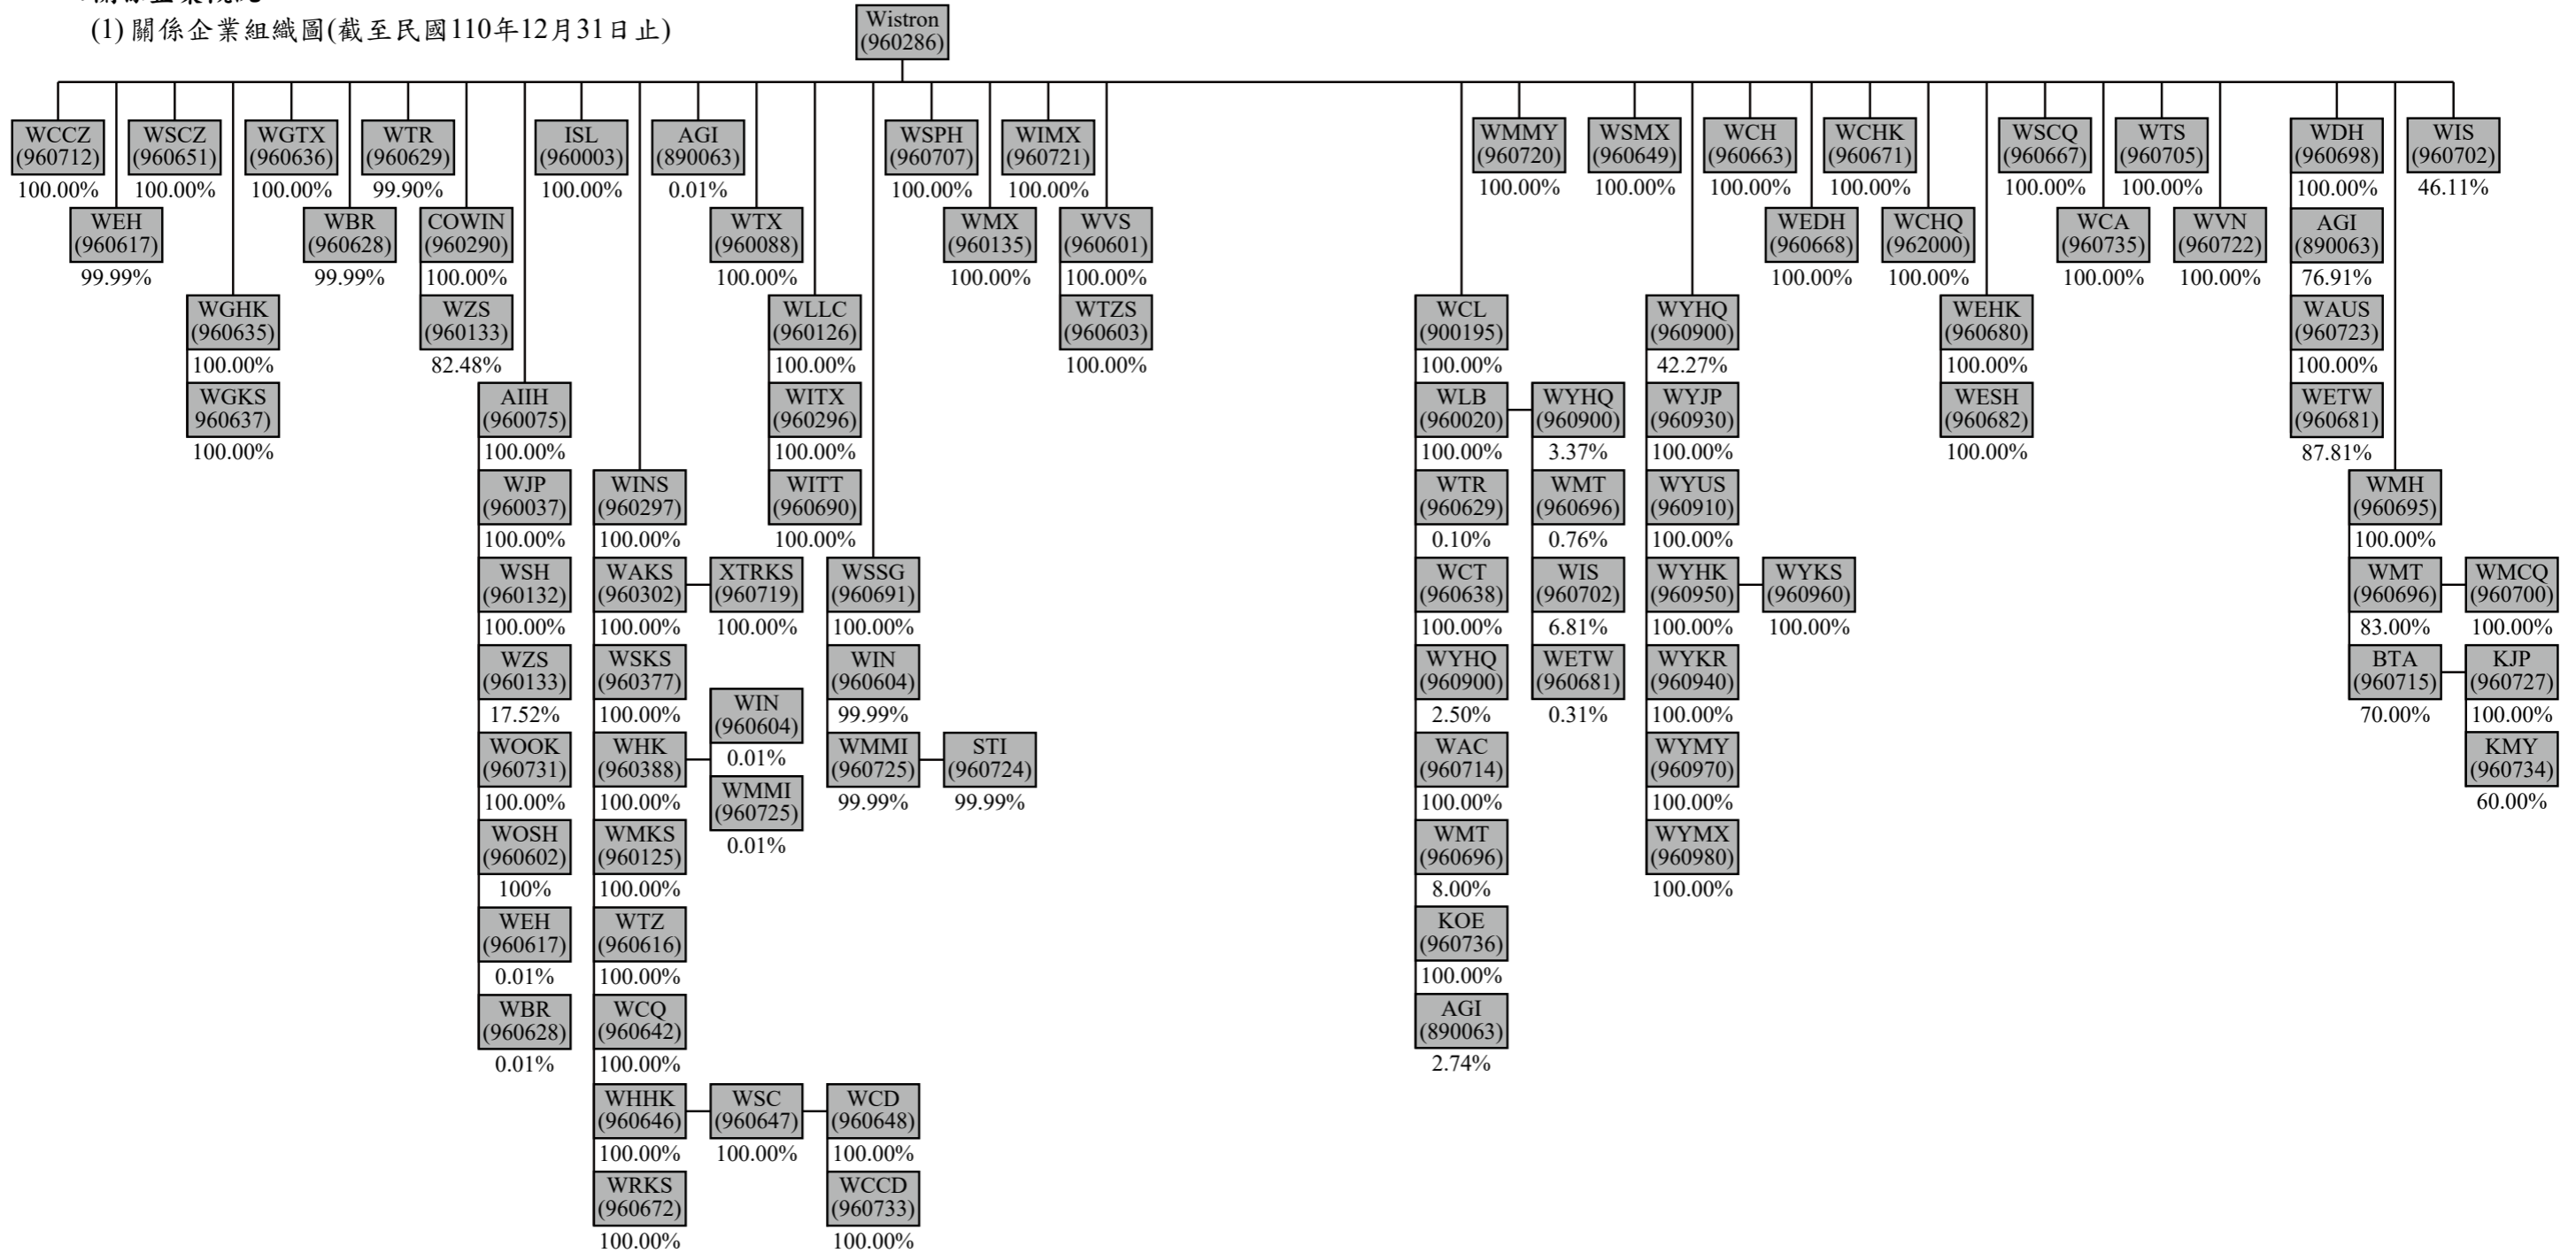 (1) 關係企業組織圖(截至民國110年12月31日止)
Wistron
(960286)
WCCZ
(960712)
100.00%
WEH
(960617)
99.99%
WSCZ
(960651)
100.00%
WGHK
(960635)
100.00%
WGKS
960637)
100.00%
WGTX
(960636)
100.00%
WBR
(960628)
99.99%
WTR
(960629)
99.90%
COWIN
(960290)
100.00%
WZS
(960133)
82.48%
AIIH
(960075)
100.00%
WJP
(960037)
100.00%
WSH
(960132)
100.00%
WZS
(960133)
17.52%
WOOK
(960731)
100.00%
WOSH
(960602)
100%
WEH
(960617)
0.01%
WBR
(960628)
0.01%
ISL
(960003)
100.00%
WINS
(960297)
100.00%
WAKS
(960302)
100.00%
XTRKS
(960719)
100.00%
WSKS
(960377)
100.00%
WHK
(960388)
100.00%
WIN
(960604)
0.01%
WMMI
(960725)
0.01%
WMKS
(960125)
100.00%
WTZ
(960616)
100.00%
WCQ
(960642)
100.00%
WHHK
(960646)
100.00%
WSC
(960647)
100.00%
WCD
(960648)
100.00%
WCCD
(960733)
100.00%
WRKS
(960672)
100.00%
AGI
(890063)
0.01%
WTX
(960088)
100.00%
WLLC
(960126)
100.00%
WITX
(960296)
100.00%
WITT
(960690)
100.00%
WSSG
(960691)
100.00%
WIN
(960604)
99.99%
WMMI
(960725)
99.99%
STI
(960724)
99.99%
WSPH
(960707)
100.00%
WMX
(960135)
100.00%
WIMX
(960721)
100.00%
WVS
(960601)
100.00%
WTZS
(960603)
100.00%
WCL
(900195)
100.00%
WLB
(960020)
100.00%
WYHQ
(960900)
3.37%
WMT
(960696)
0.76%
WIS
(960702)
6.81%
WETW
(960681)
0.31%
WTR
(960629)
0.10%
WCT
(960638)
100.00%
WYHQ
(960900)
2.50%
WAC
(960714)
100.00%
WMT
(960696)
8.00%
KOE
(960736)
100.00%
AGI
(890063)
2.74%
WMMY
(960720)
100.00%
WSMX
(960649)
100.00%
WYHQ
(960900)
42.27%
WYJP
(960930)
100.00%
WYUS
(960910)
100.00%
WYHK
(960950)
100.00%
WYKS
(960960)
100.00%
WYKR
(960940)
100.00%
WYMY
(960970)
100.00%
WYMX
(960980)
100.00%
WCH
(960663)
100.00%
WEDH
(960668)
100.00%
WCHK
(960671)
100.00%
WCHQ
(962000)
100.00%
WEHK
(960680)
100.00%
WESH
(960682)
100.00%
WSCQ
(960667)
100.00%
WCA
(960735)
100.00%
WTS
(960705)
100.00%
WVN
(960722)
100.00%
WDH
(960698)
100.00%
AGI
(890063)
76.91%
WAUS
(960723)
100.00%
WETW
(960681)
87.81%
WMH
(960695)
100.00%
WMT
(960696)
83.00%
WMCQ
(960700)
100.00%
BTA
(960715)
70.00%
KJP
(960727)
100.00%
KMY
(960734)
60.00%
WIS
(960702)
46.11%